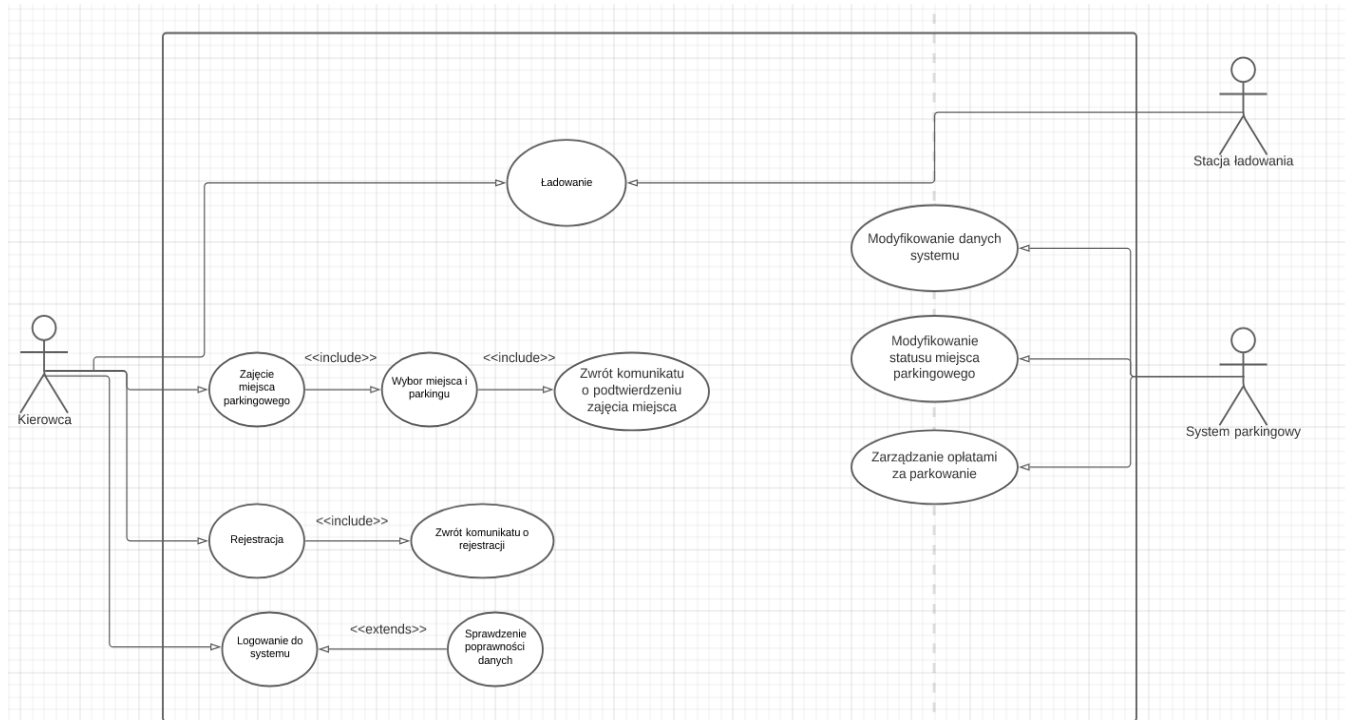 Stacja ładowania
Ładowanie
Modyfikowanie danych
systemu
Modyfikowanie
statusu miejsca
parkingowego
<<include>>
<<include>>
Zajęcie
miejsca
parkingowego
Wybor miejsca i
parkingu
Zwrót komunikatu
o podtwierdzeniu
zajęcia miejsca
Kierowca
System parkingowy
Zarządzanie opłatami
za parkowanie
<<include>>
Rejestracja
Zwrót komunikatu o
rejestracji
<<extends>>
Logowanie do
systemu
Sprawdzenie
poprawności
danych